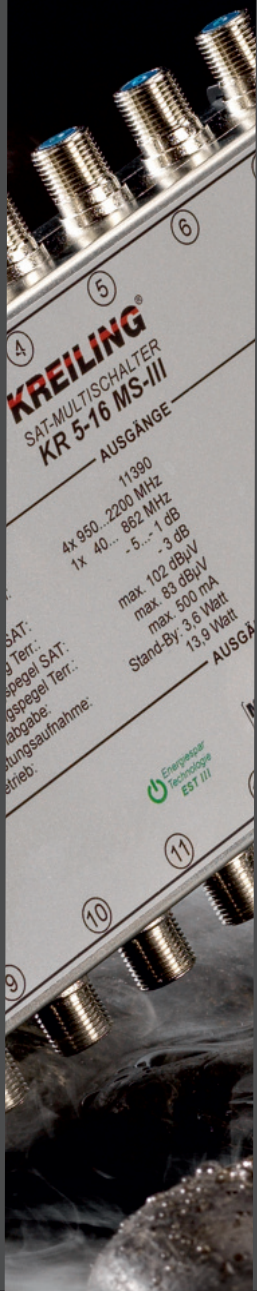 4
5
6
KREILING®
SAT-MULTISCHALTER
KR 5-16 MS-III
AUSGÄNGE
11390
4x 950...2200 MHz
1x 40... 862 MHz
SAT: - 5...- 1 dB
Terr.: - 3 dB
spegel SAT: max. 102 dBµV
gspegel Terr.: max. 83 dBµV
abgabe: max. 500 mA
tungsaufnahme: Stand-By: 3,6 Watt
etrieb: 13,9 Watt
AUSGÄ
Energiespar
Technologie
EST III
9
10
11